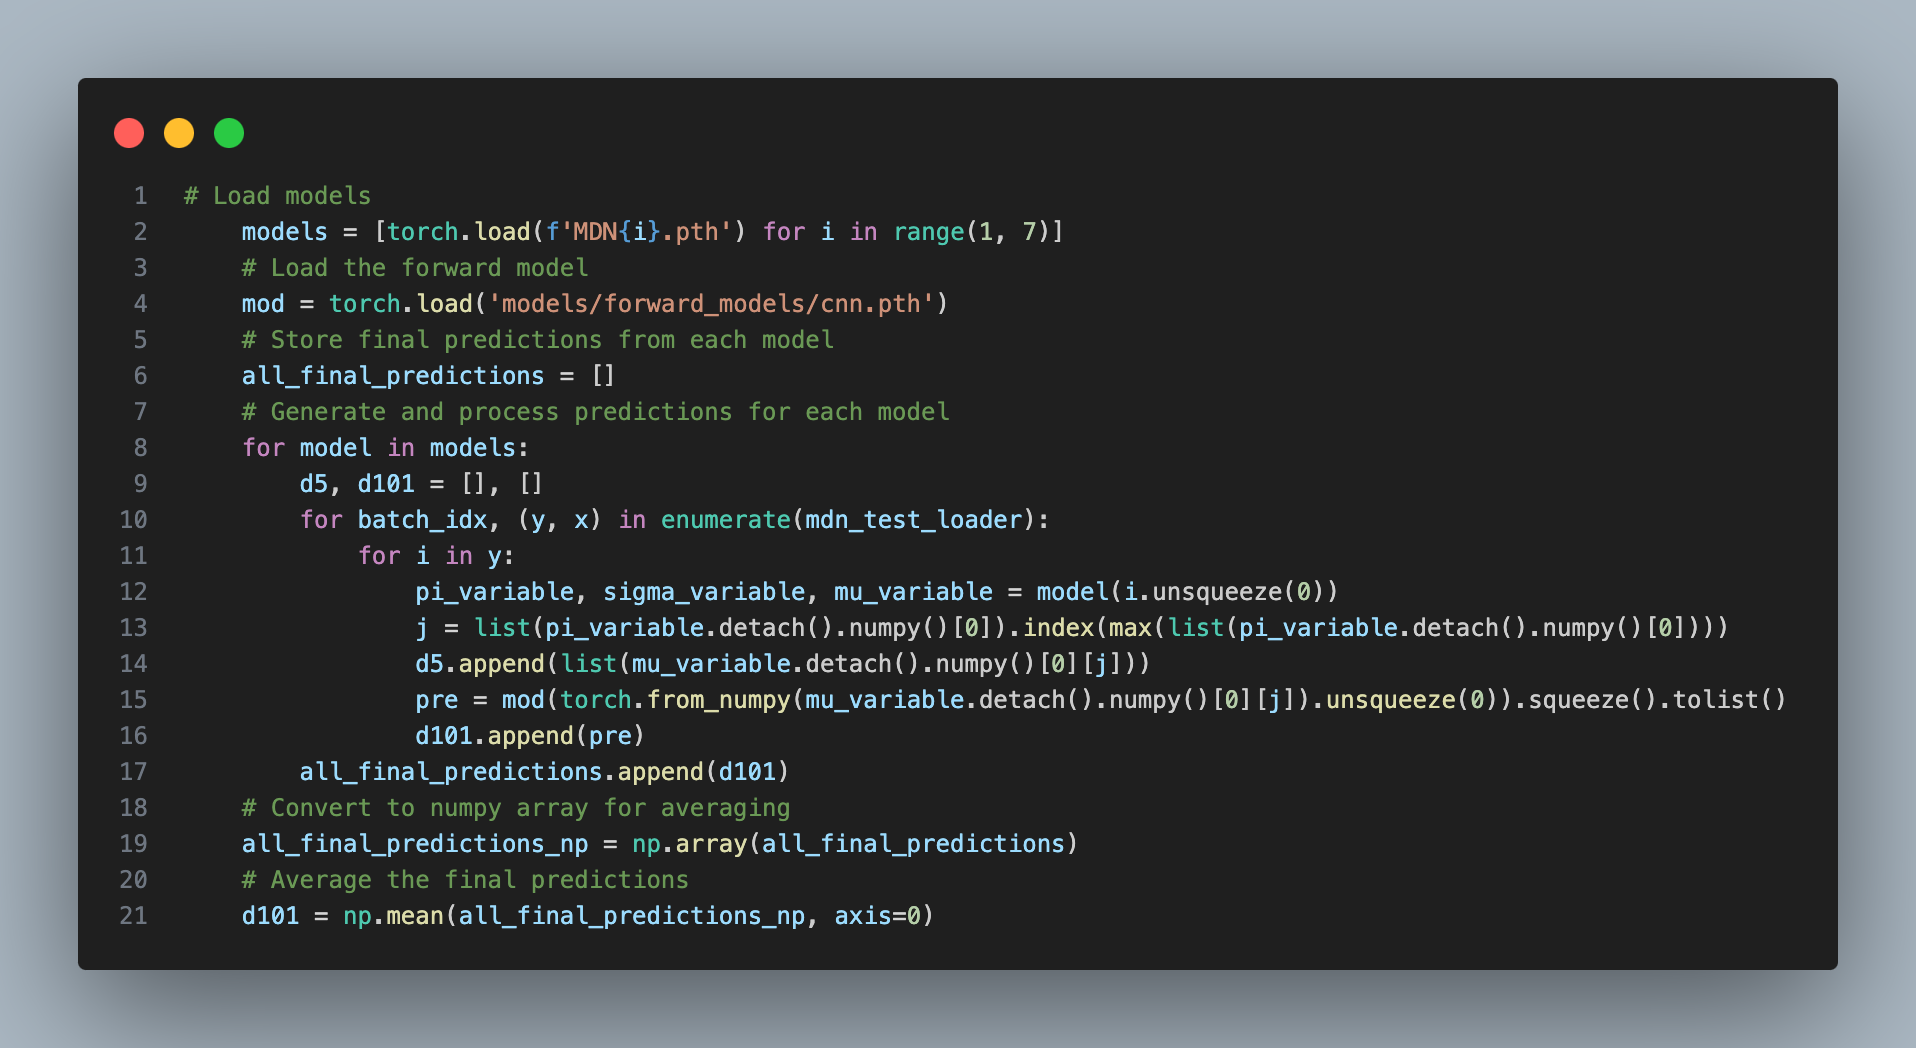 1 # Load models
2     models = [torch.load(f'MDN{i}.pth') for i in range(1, 7)]
3     # Load the forward model
4     mod = torch.load('models/forward_models/cnn.pth')
5     # Store final predictions from each model
6     all_final_predictions = []
7     # Generate and process predictions for each model
8     for model in models:
9         d5, d101 = [], []
10         for batch_idx, (y, x) in enumerate(mdn_test_loader):
11             for i in y:
12                 pi_variable, sigma_variable, mu_variable = model(i.unsqueeze(0))
13                 j = list(pi_variable.detach().numpy()[0]).index(max(list(pi_variable.detach().numpy()[0])))
14                 d5.append(list(mu_variable.detach().numpy()[0][j]))
15                 pre = mod(torch.from_numpy(mu_variable.detach().numpy()[0][j]).unsqueeze(0)).squeeze().tolist()
16                 d101.append(pre)
17         all_final_predictions.append(d101)
18     # Convert to numpy array for averaging
19     all_final_predictions_np = np.array(all_final_predictions)
20     # Average the final predictions
21     d101 = np.mean(all_final_predictions_np, axis=0)